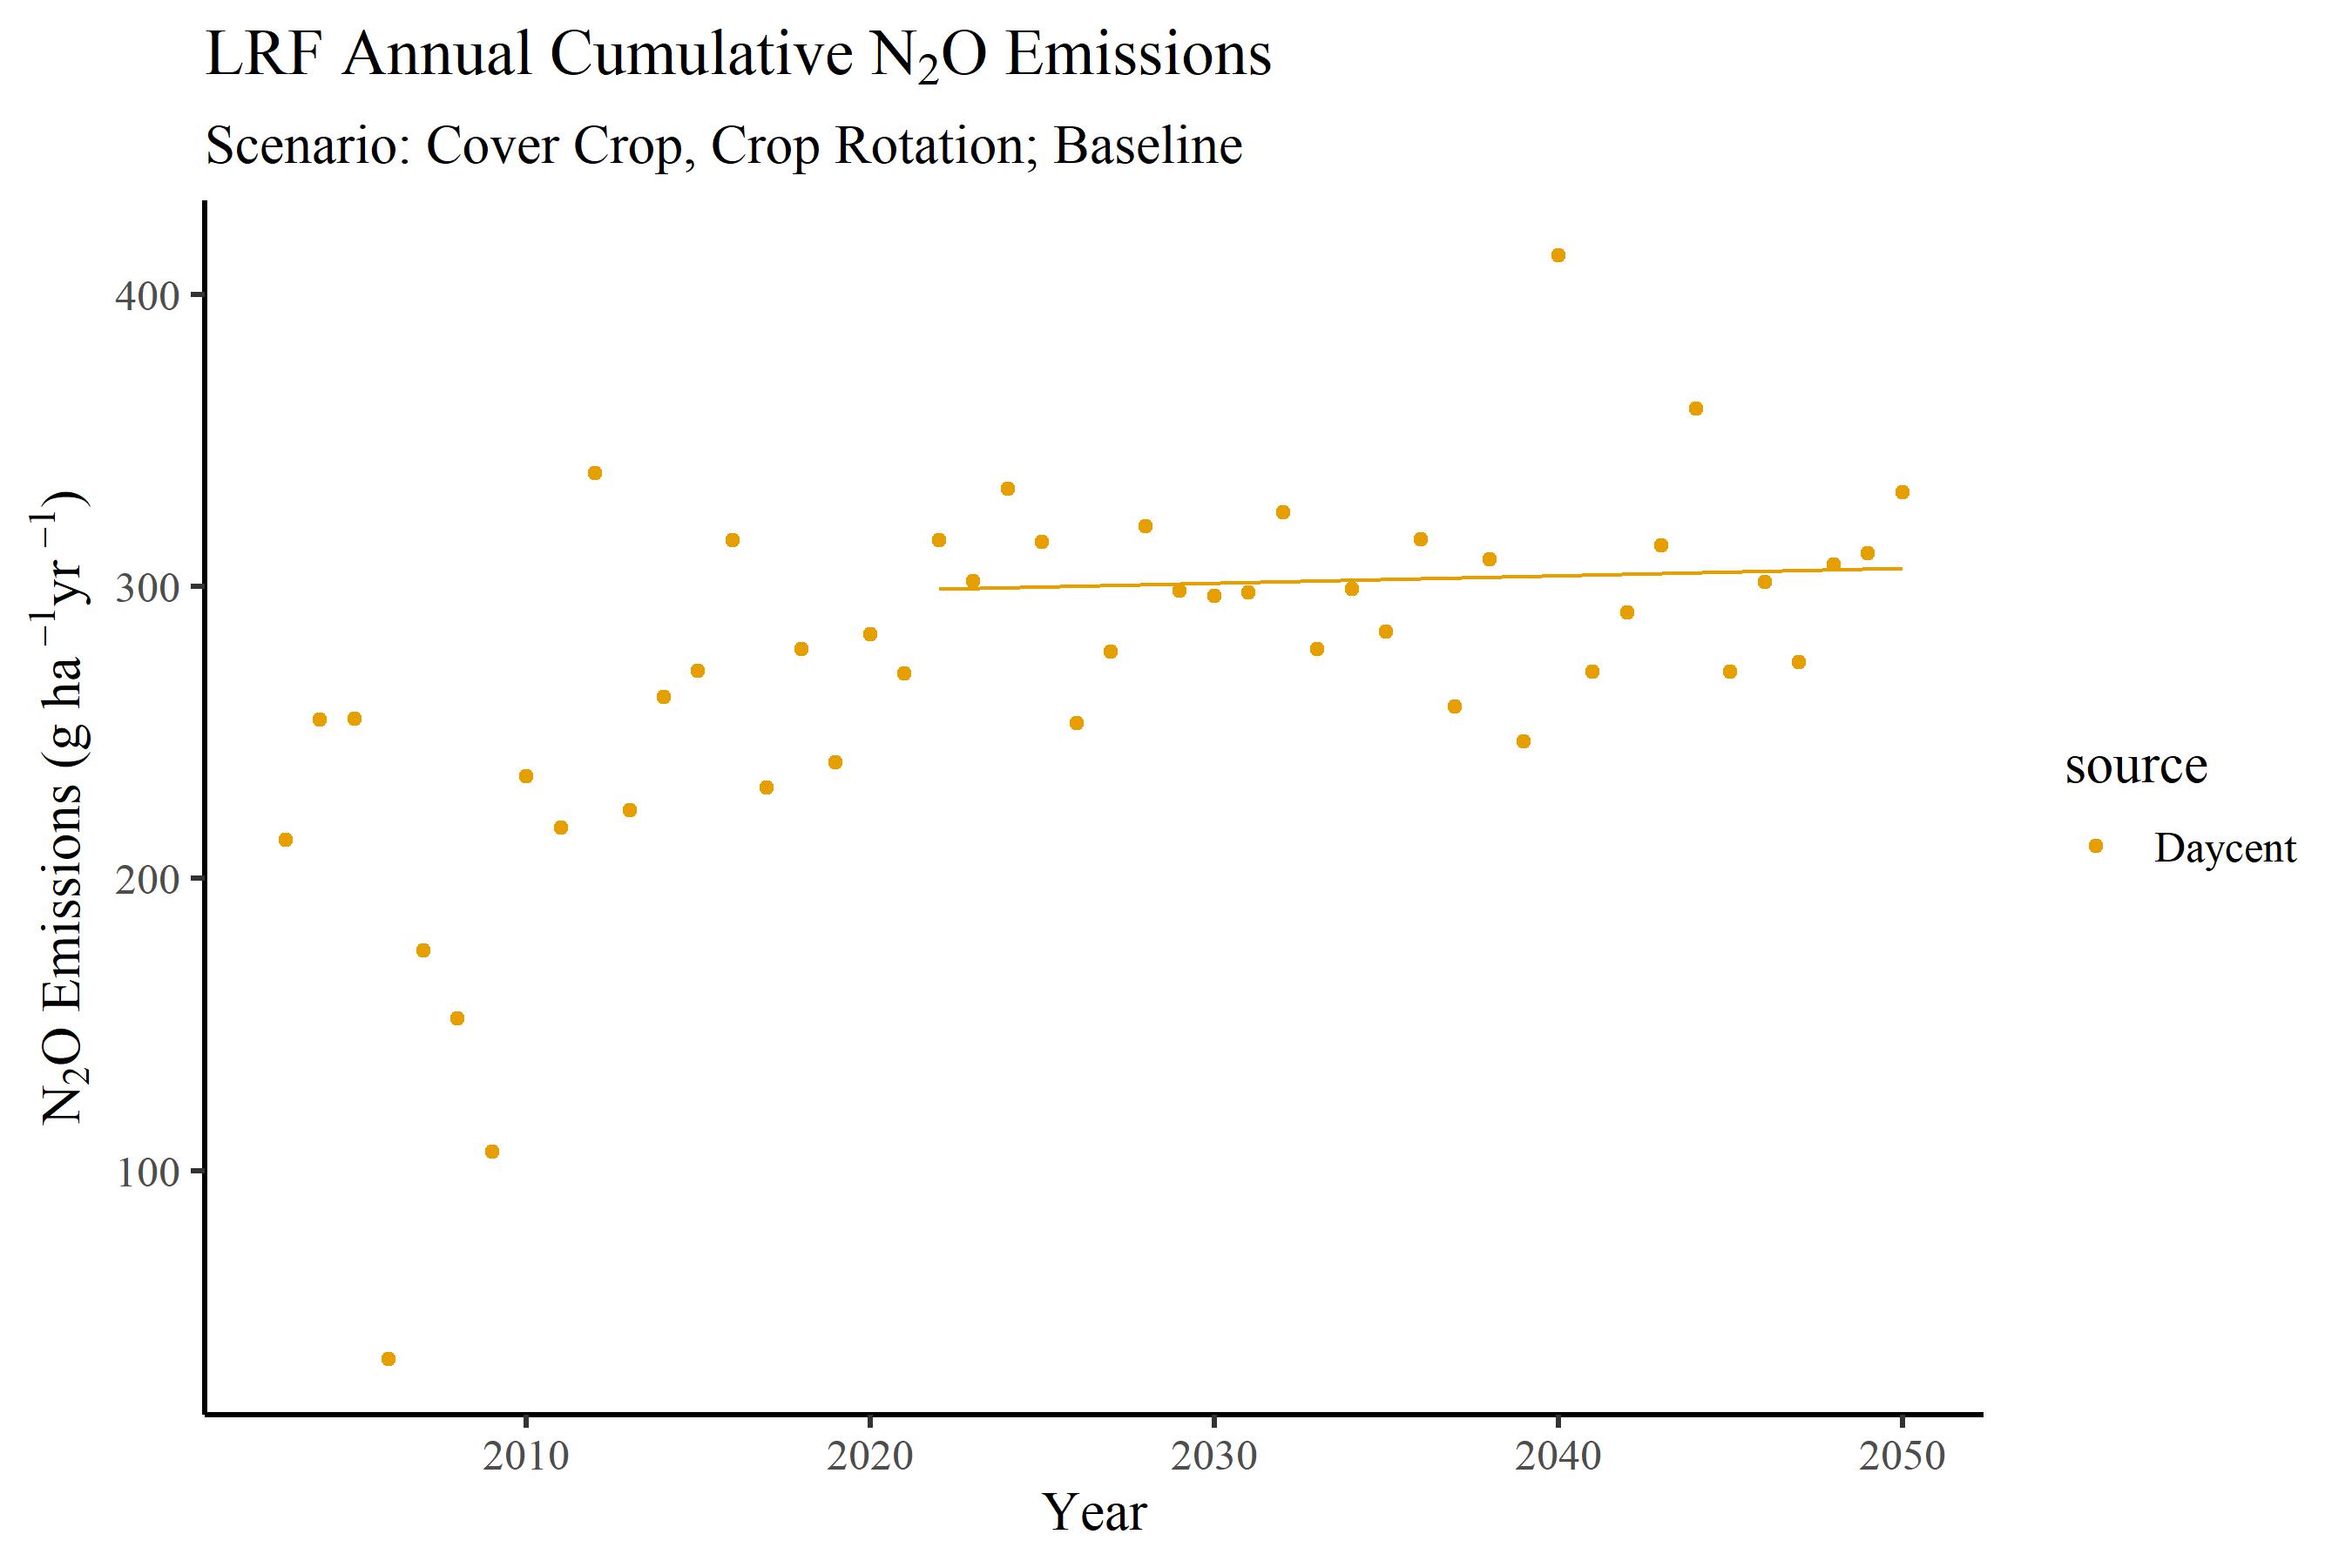 LRF Annual Cumulative N₂O Emissions
Scenario: Cover Crop, Crop Rotation; Baseline
N₂O Emissions (g ha⁻¹yr⁻¹)
400
300
200
100
2010 2020 2030 2040 2050
Year
source
Daycent